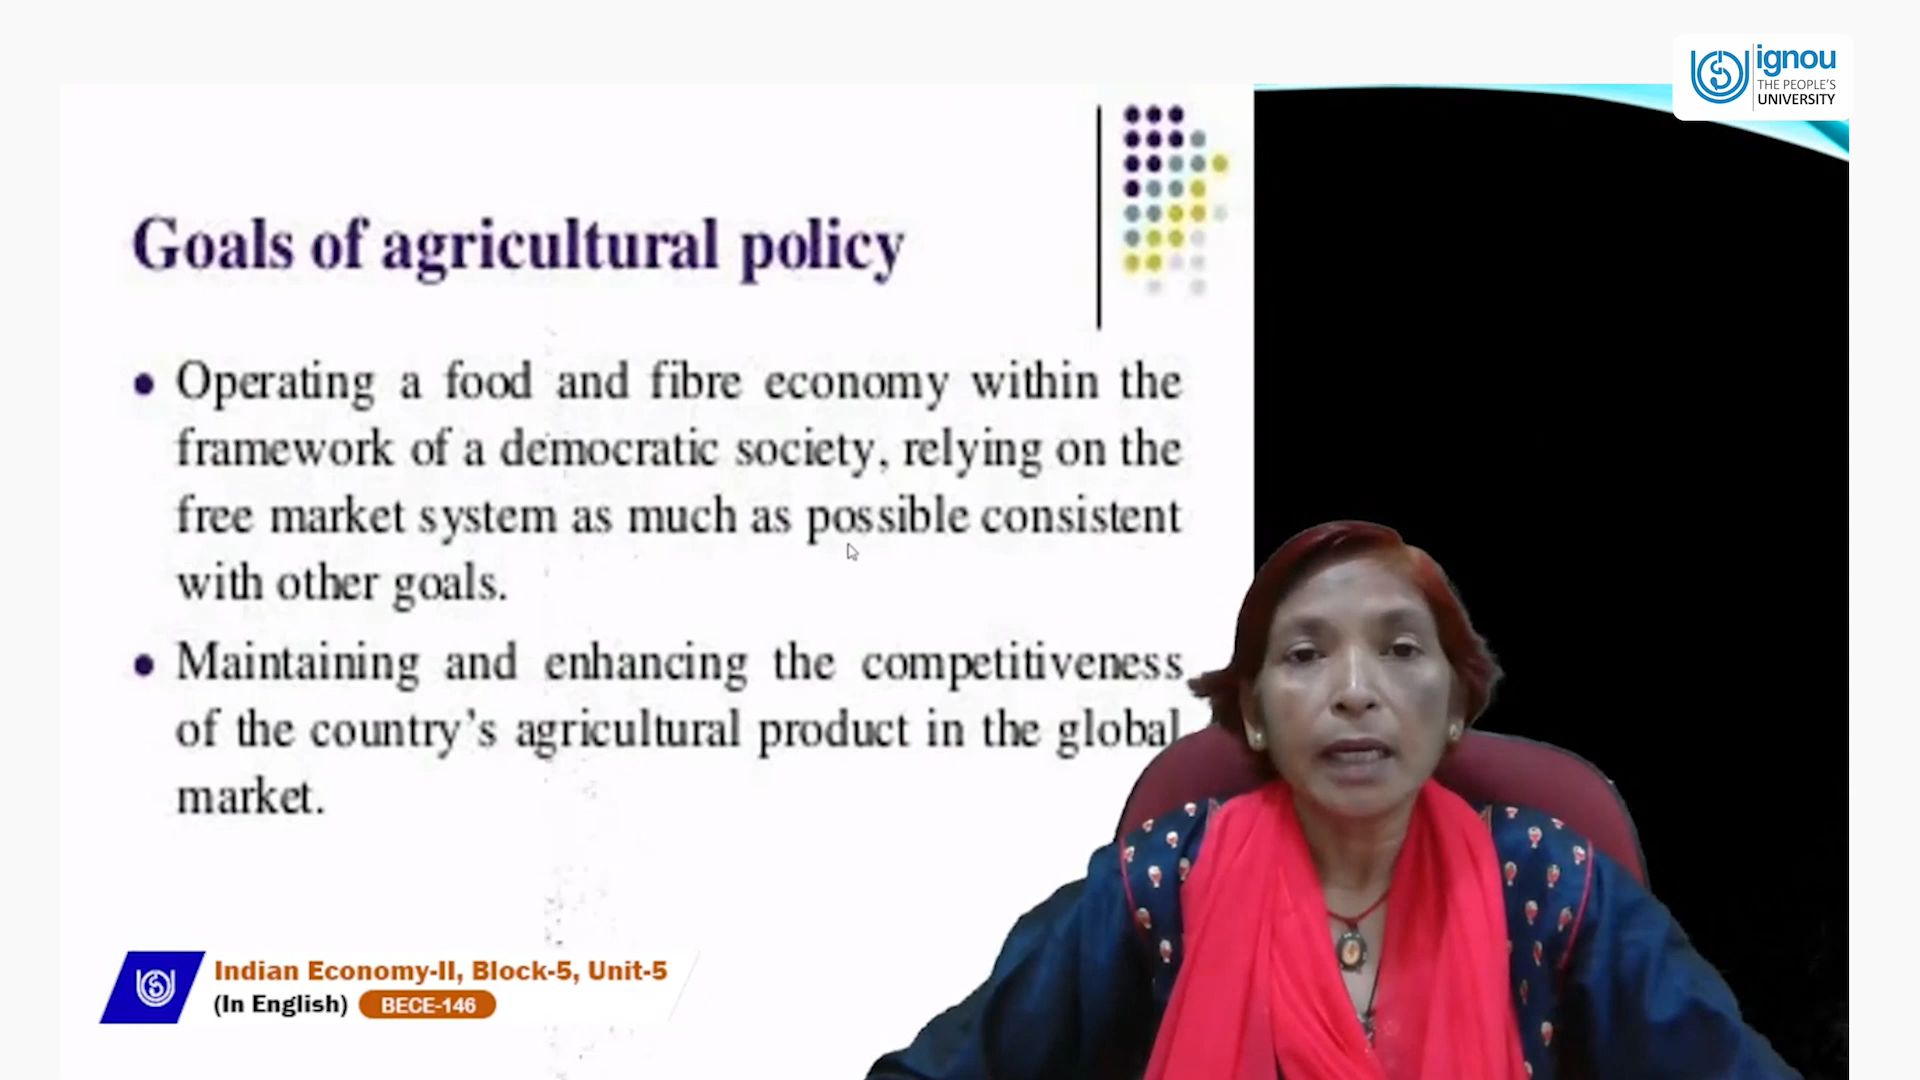 ignou
THE PEOPLE'S
UNIVERSITY
Goals of agricultural policy
• Operating a food and fibre economy within the
framework of a democratic society, relying on the
free market system as much as possible consistent
with other goals.
• Maintaining and enhancing the competitiveness
of the country's agricultural product in the global
market.
Indian Economy-II, Block-5, Unit-5
(In English) BECE-146